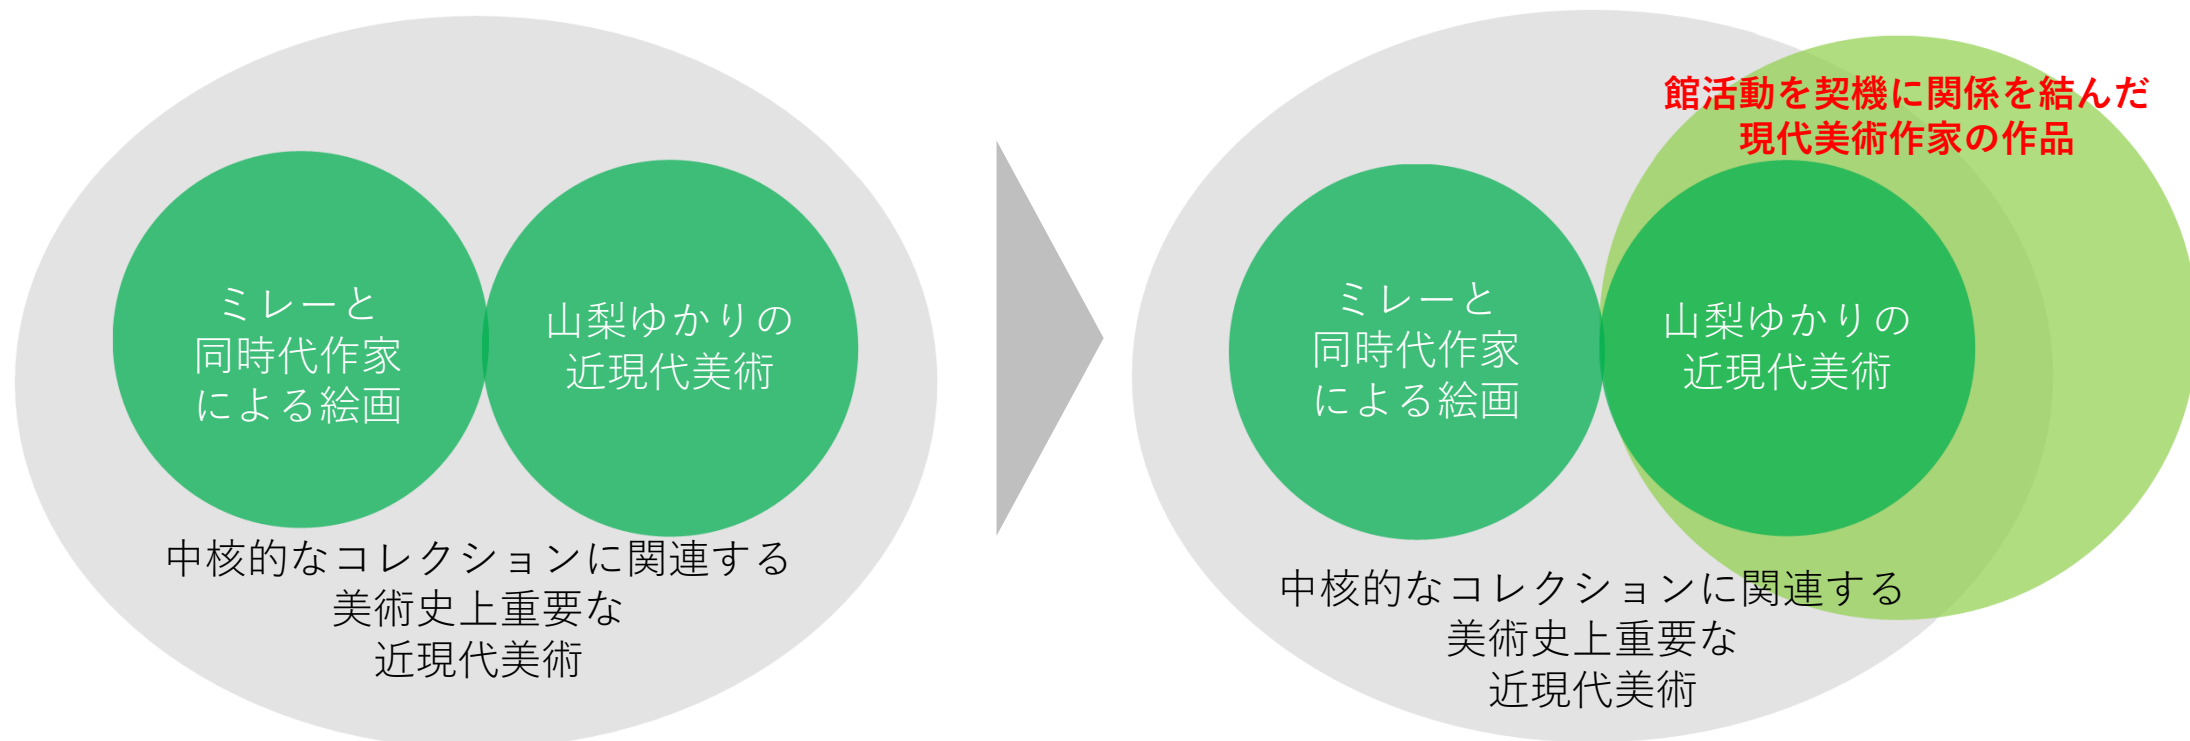 ミレーと
同時代作家
による絵画
山梨ゆかりの
近現代美術
中核的なコレクションに関連する
美術史上重要な
近現代美術
館活動を契機に関係を結んだ
現代美術作家の作品
ミレーと
同時代作家
による絵画
山梨ゆかりの
近現代美術
中核的なコレクションに関連する
美術史上重要な
近現代美術